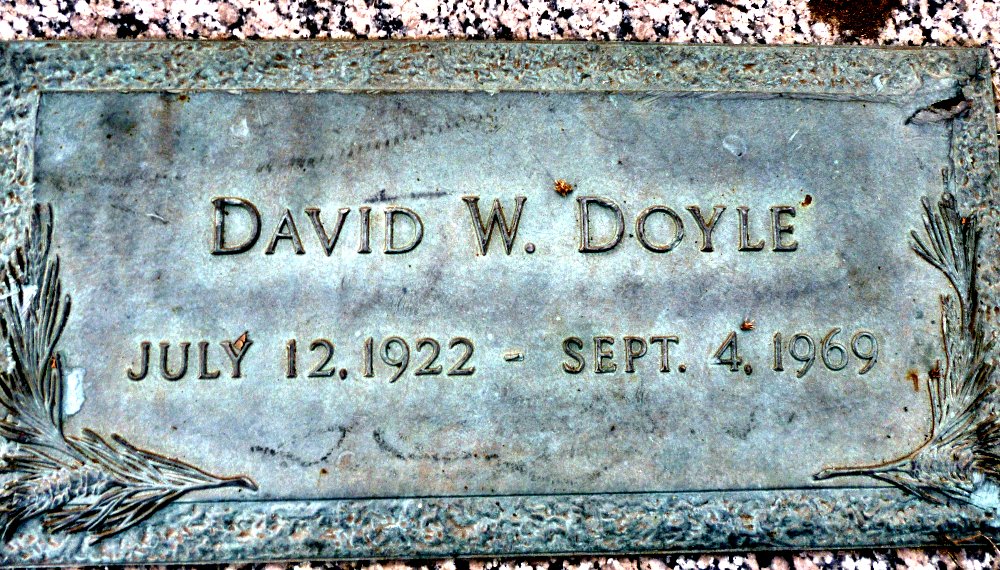 DAVID W. DOYLE
JULY 12, 1922 - SEPT. 4, 1969